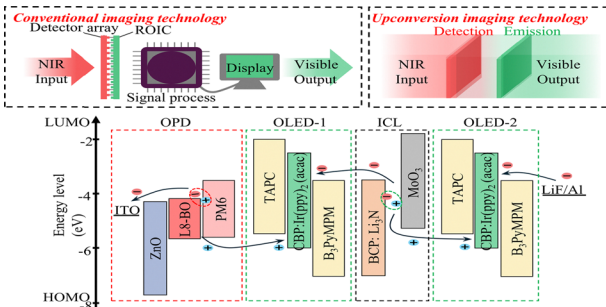 Conventional imaging technology
Detector array
ROIC
NIR
Input
Signal process
Display
Visible
Output
Upconversion imaging technology
Detection
Emission
NIR
Input
Visible
Output
LUMO
OPD
OLED-1
ICL
OLED-2
-2
-4
-6
-8
Energy level
(eV)
HOMO
ITO
ZnO
L8-BO
PM6
TAPC
CBP:Ir(ppy)2 (acac)
B3PyMPM
BCP: Li3N
MoO3
TAPC
CBP:Ir(ppy)2 (acac)
B3PyMPM
LiF/Al